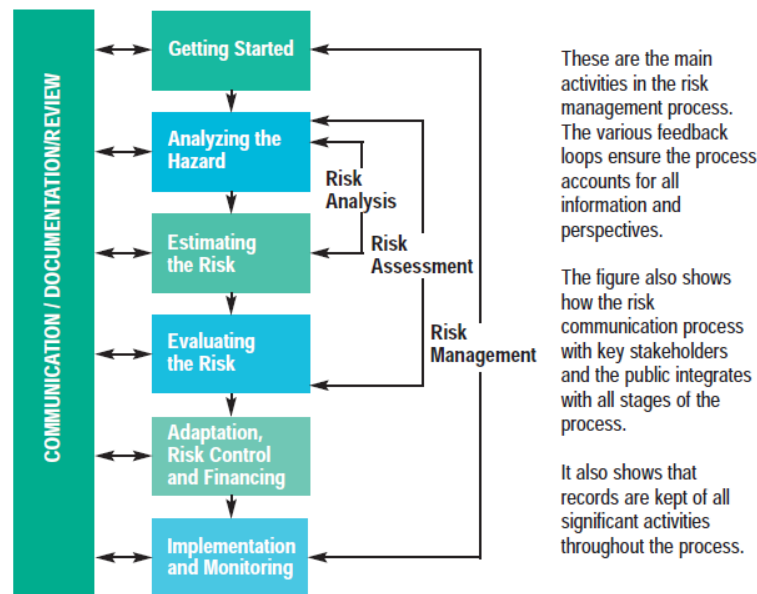 COMMUNICATION / DOCUMENTATION/REVIEW
Getting Started
Analyzing the
Hazard
Risk
Analysis
Estimating
the Risk
Risk
Assessment
Evaluating
the Risk
Risk
Management
Adaptation,
Risk Control
and Financing
Implementation
and Monitoring
These are the main
activities in the risk
management process.
The various feedback
loops ensure the process
accounts for all
information and
perspectives.
The figure also shows
how the risk
communication process
with key stakeholders
and the public integrates
with all stages of the
process.
It also shows that
records are kept of all
significant activities
throughout the process.